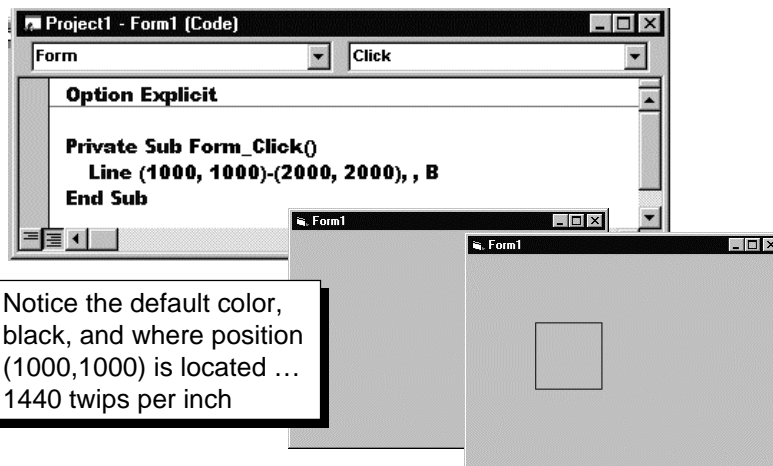 Project1 - Form1 (Code)
Form
Click
Option Explicit
Private Sub Form_Click()
Line (1000, 1000)-(2000, 2000), , B
End Sub
Form1
Form1
Notice the default color,
black, and where position
(1000,1000) is located …
1440 twips per inch